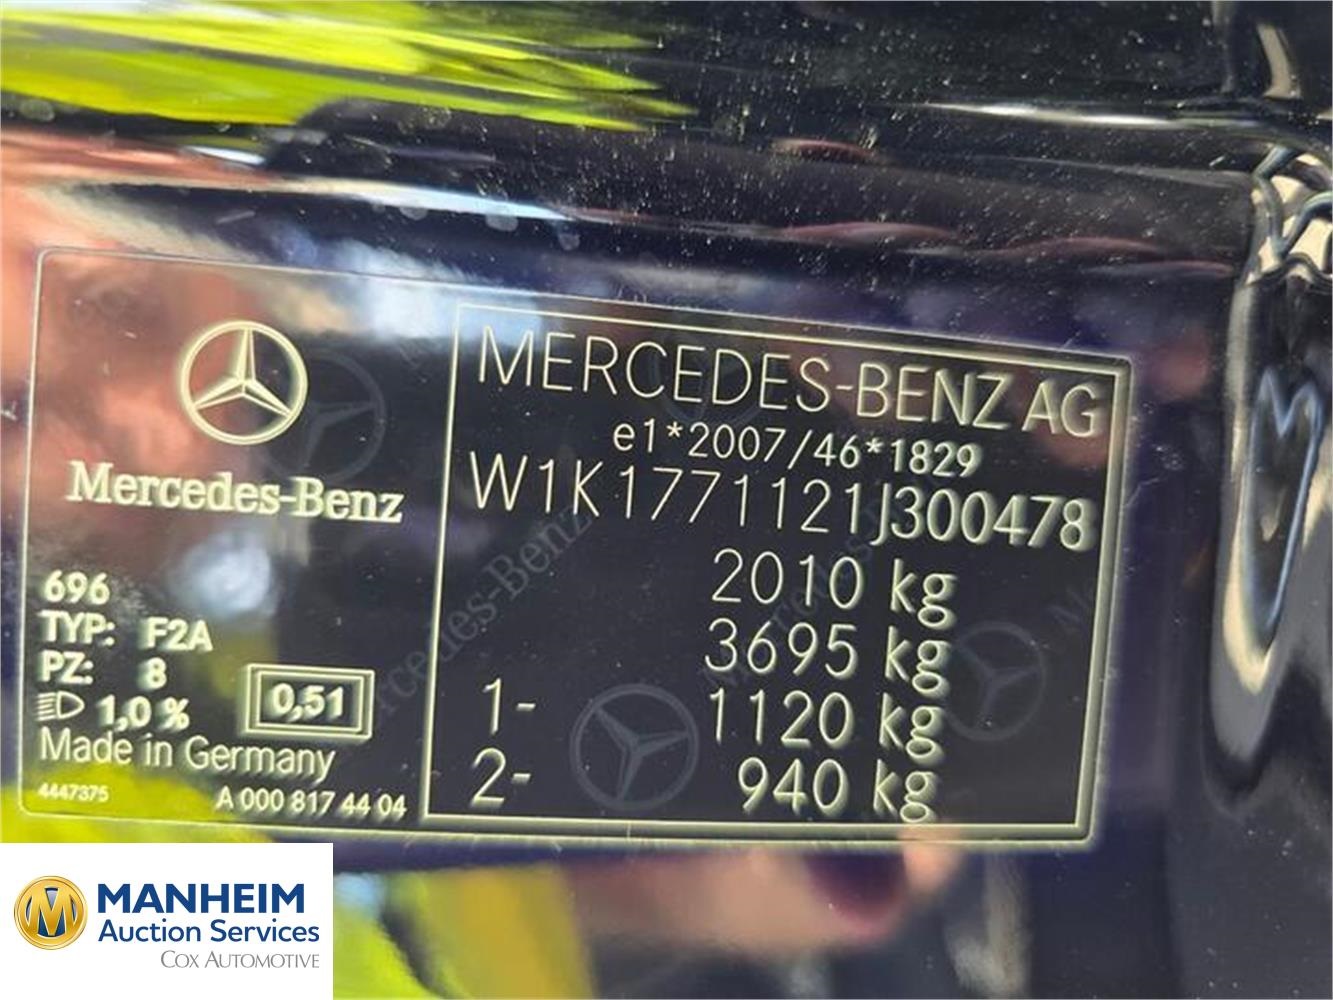 Mercedes-Benz
696
TYP: F2A
PZ: 8
1,0 %
0,51
Made in Germany
4447375
A 000 817 44 04
MERCEDES-BENZ AG
e1*2007/46*1829
W1K1771121J300478
2010 kg
3695 kg
1- 1120 kg
2- 940 kg
MANHEIM
Auction Services
COX AUTOMOTIVE